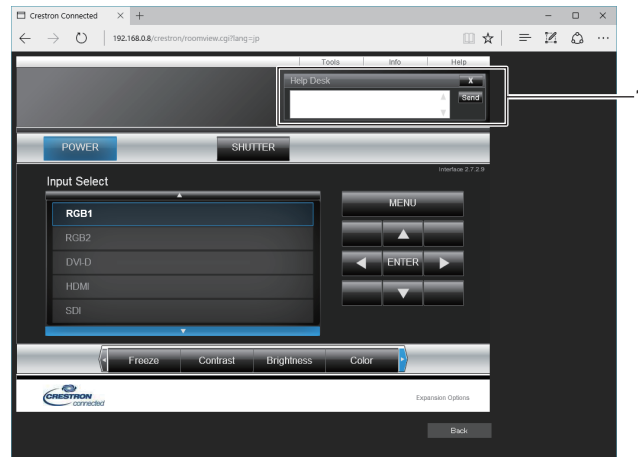 Crestron Connected
192.168.0.8/crestron/roomview.cgi?lang=jp
Tools Info Help
Help Desk X
Send
POWER SHUTTER
Interface 2.7.2.9
Input Select
RGB1
RGB2
DVI-D
HDMI
SDI
MENU
ENTER
Freeze Contrast Brightness Color
CRESTRON
connected
Expansion Options
Back